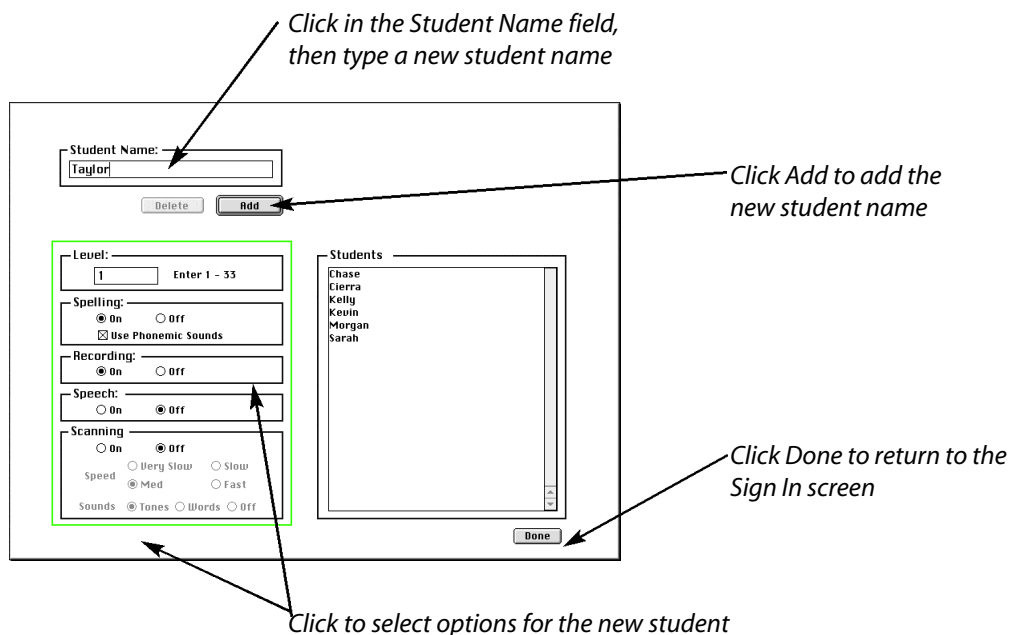 Click in the Student Name field,
then type a new student name
Student Name:
Taylor
Delete Add
Click Add to add the
new student name
Level:
1 Enter 1 - 33
Spelling:
On Off
Use Phonemic Sounds
Recording:
On Off
Speech:
On Off
Scanning
On Off
Speed Very Slow Slow
Med Fast
Sounds Tones Words Off
Students
Chase
Cierra
Kelly
Kevin
Morgan
Sarah
Click Done to return to the
Sign In screen
Done
Click to select options for the new student